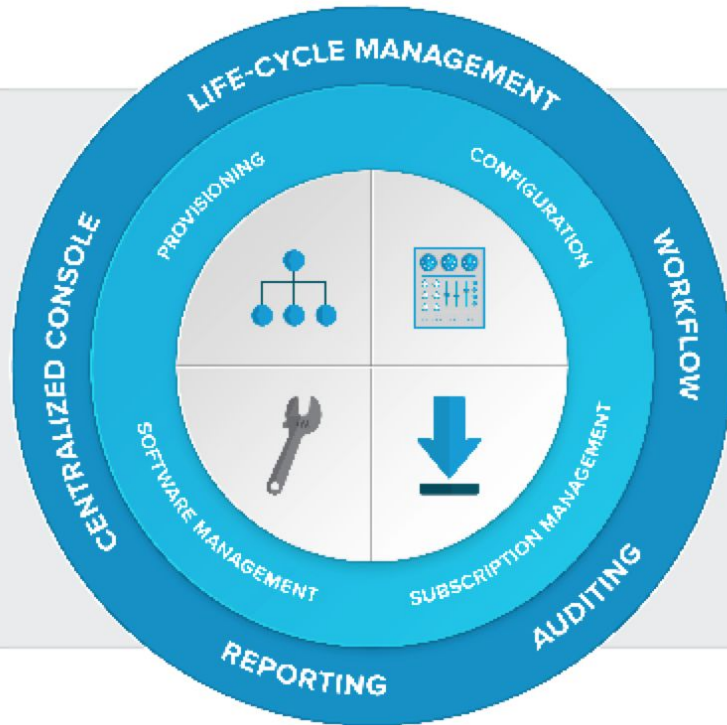 LIFE-CYCLE MANAGEMENT
WORKFLOW
AUDITING
REPORTING
CENTRALIZED CONSOLE
PROVISIONING
CONFIGURATION
SUBSCRIPTION MANAGEMENT
SOFTWARE MANAGEMENT